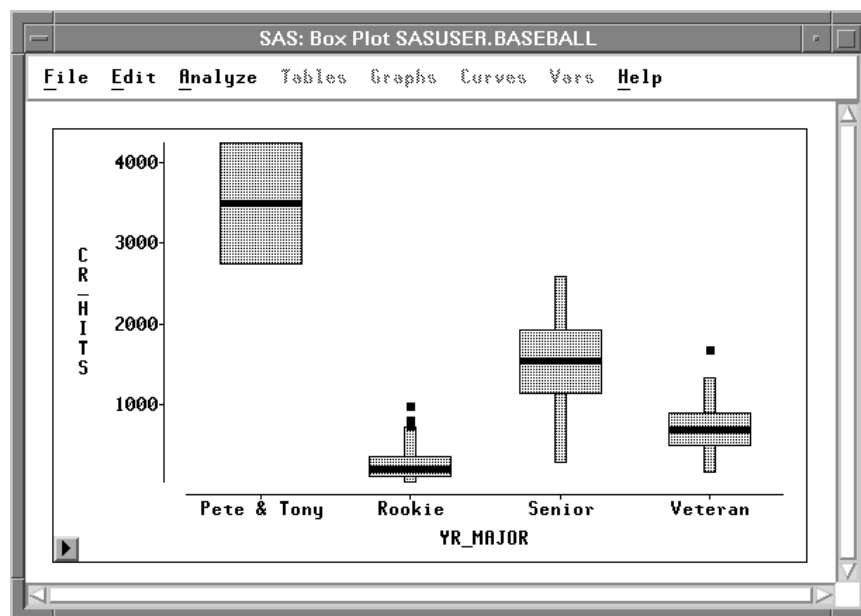 SAS: Box Plot SASUSER.BASEBALL
File Edit Analyze Tables Graphs Curves Vars Help
4000
3000
2000
1000
CR_HITS
Pete & Tony Rookie Senior Veteran
YR_MAJOR